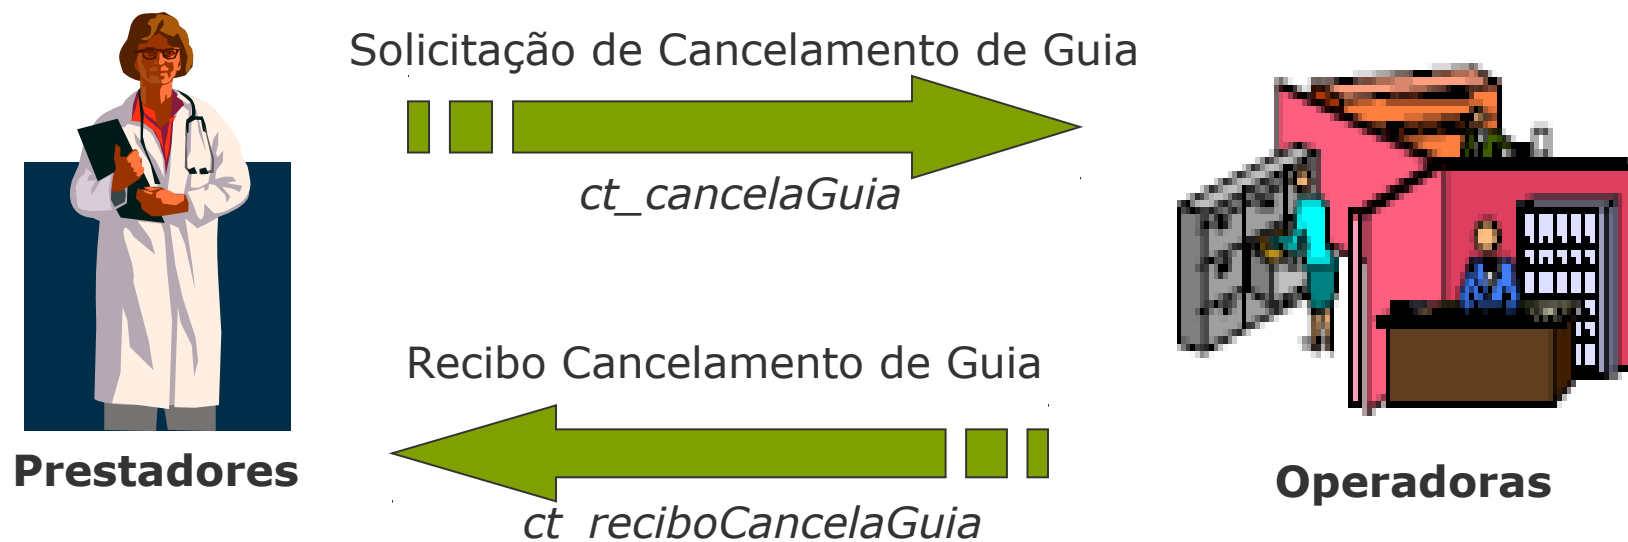 Solicitação de Cancelamento de Guia
ct_cancelaGuia
Recibo Cancelamento de Guia
Prestadores
Operadoras
ct_reciboCancelaGuia